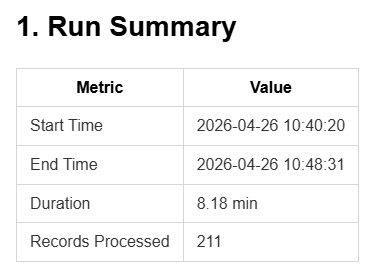 1. Run Summary
Metric Value
Start Time 2026-04-26 10:40:20
End Time 2026-04-26 10:48:31
Duration 8.18 min
Records Processed 211